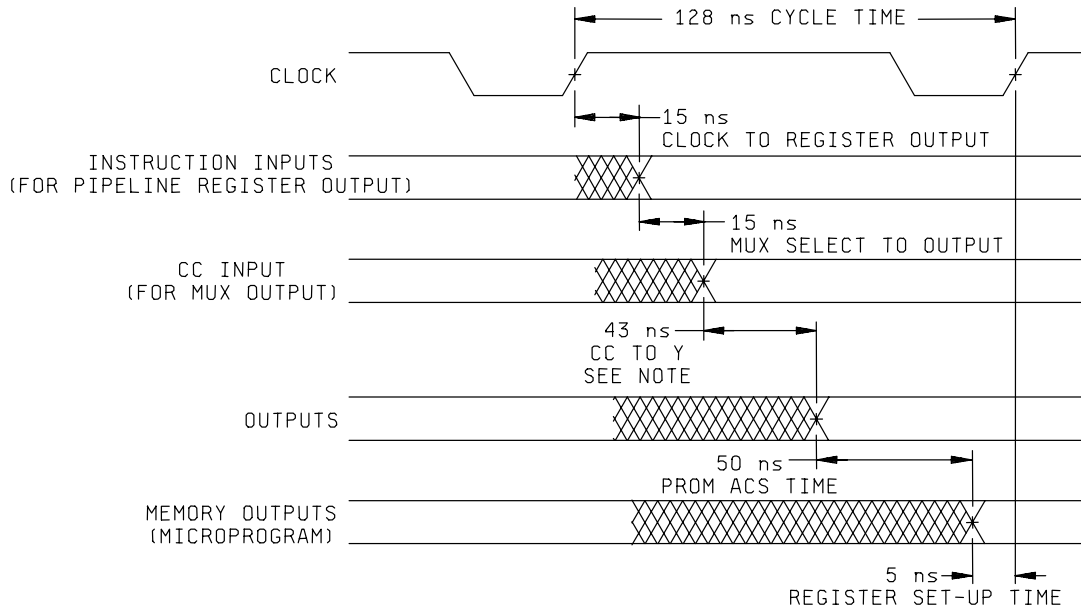 128 ns CYCLE TIME
CLOCK
15 ns
CLOCK TO REGISTER OUTPUT
INSTRUCTION INPUTS
(FOR PIPELINE REGISTER OUTPUT)
15 ns
MUX SELECT TO OUTPUT
CC INPUT
(FOR MUX OUTPUT)
43 ns
CC TO Y
SEE NOTE
OUTPUTS
50 ns
PROM ACS TIME
MEMORY OUTPUTS
(MICROPROGRAM)
5 ns
REGISTER SET-UP TIME